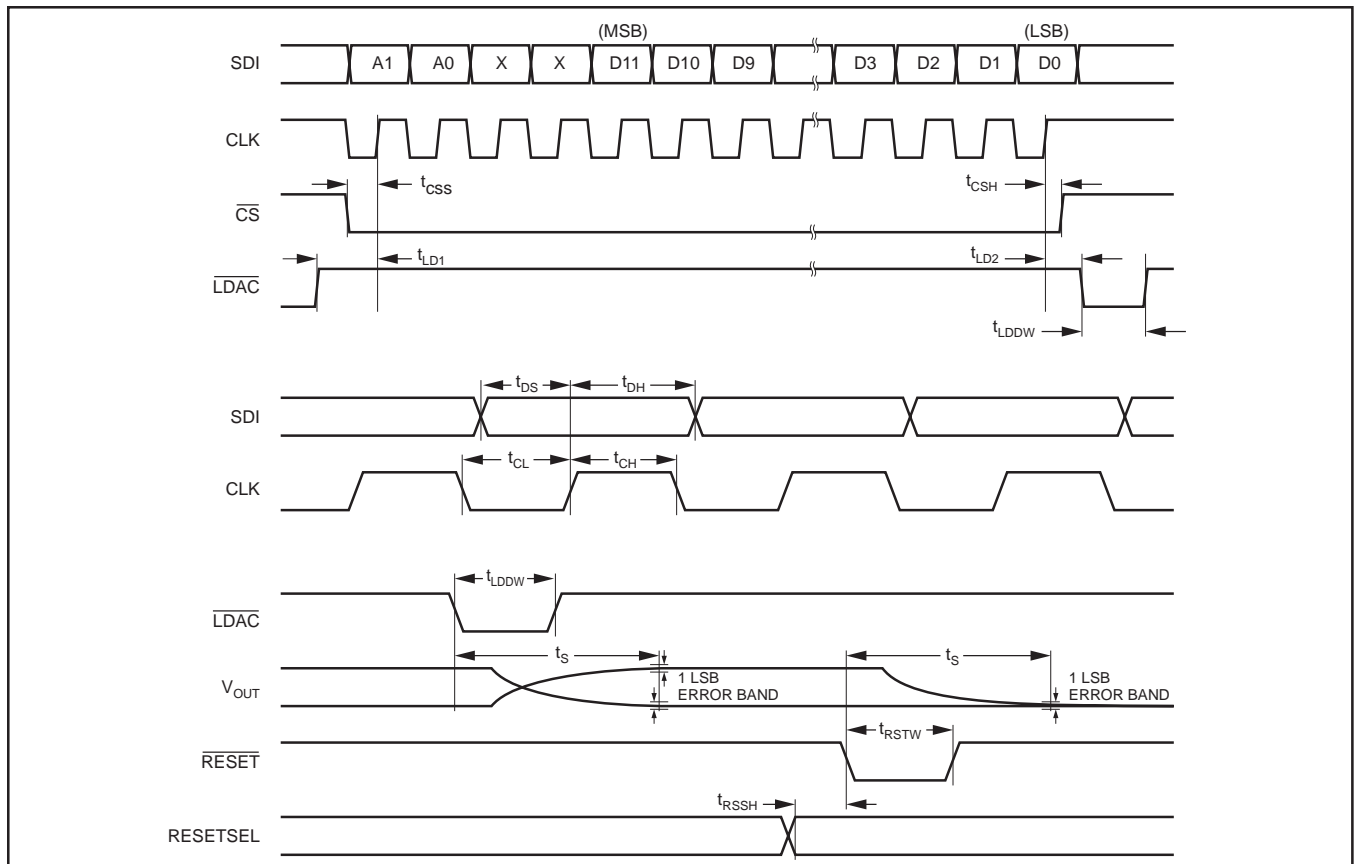 (MSB) (LSB)
SDI A1 A0 X X D11 D10 D9 D3 D2 D1 D0
CLK
tCSS tCSH
CS
tLD1 tLD2
LDAC
tLDDW
tDS tDH
SDI
tCL tCH
CLK
tLDDW
LDAC
tS tS
VOUT
1 LSB
ERROR BAND
1 LSB
ERROR BAND
tRSTW
RESET
tRSSH
RESETSEL